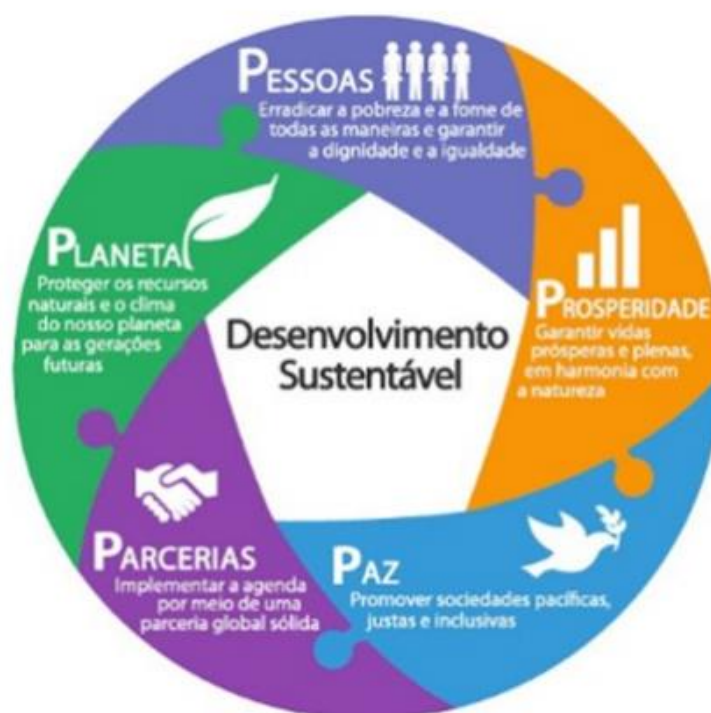 PESSOAS
Erradicar a pobreza e a fome de
todas as maneiras e garantir
a dignidade e a igualdade
PROSPERIDADE
Garantir vidas
prósperas e plenas,
em harmonia com
a natureza
PAZ
Promover sociedades pacíficas,
justas e inclusivas
PARCERIAS
Implementar a agenda
por meio de uma
parceria global sólida
PLANETA
Proteger os recursos
naturais e o clima
do nosso planeta
para as gerações
futuras
Desenvolvimento
Sustentável